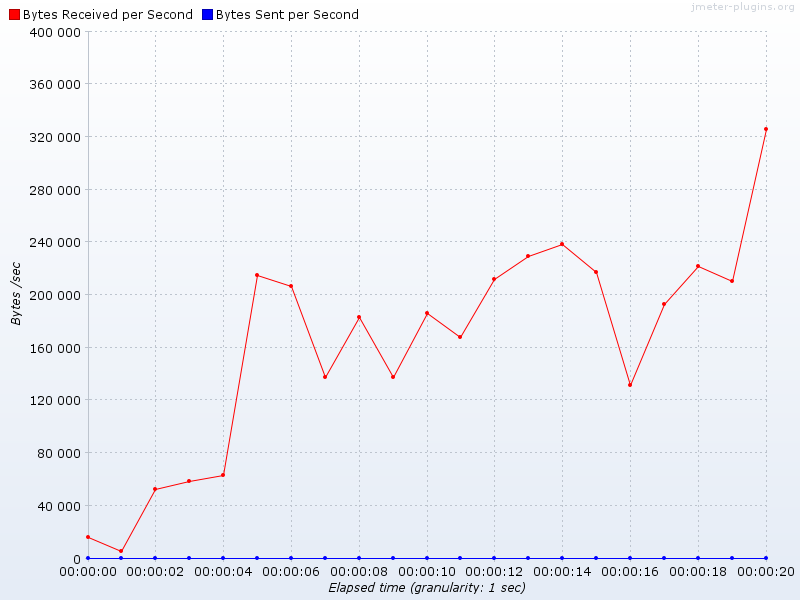 jmeter-plugins.org
Bytes Received per Second Bytes Sent per Second
400 000
360 000
320 000
280 000
240 000
200 000
160 000
120 000
80 000
40 000
0
Bytes /sec
00:00:00 00:00:02 00:00:04 00:00:06 00:00:08 00:00:10 00:00:12 00:00:14 00:00:16 00:00:18 00:00:20
Elapsed time (granularity: 1 sec)